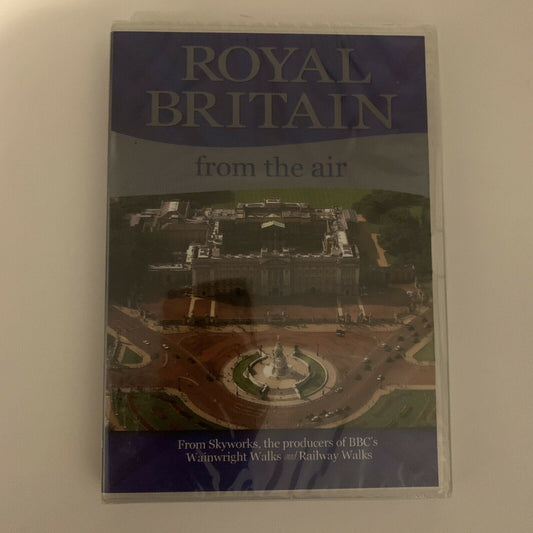 ROYAL
BRITAIN
from the air
From Skyworks, the producers of BBC's
Wainwright Walks and Railway Walks